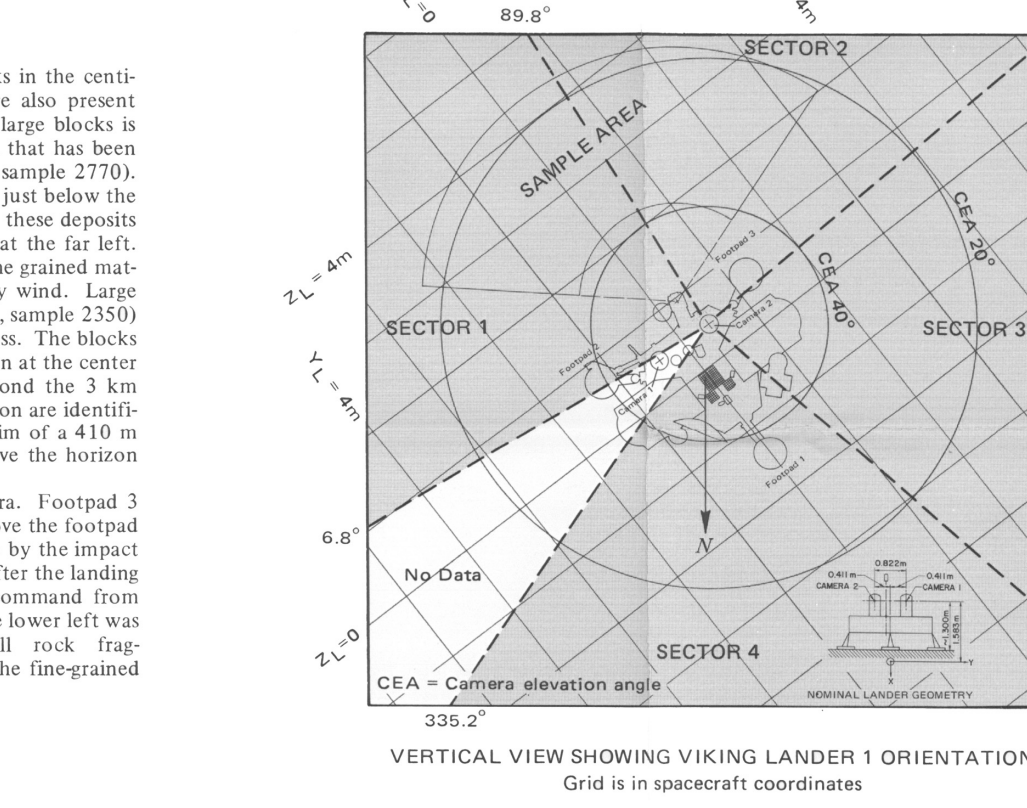 ks in the centi-
e also present
large blocks is
that has been
sample 2770).
just below the
these deposits
at the far left.
ne grained mat-
y wind. Large
, sample 2350)
ss. The blocks
n at the center
ond the 3 km
on are identifi-
im of a 410 m
ve the horizon
ra. Footpad 3
ove the footpad
by the impact
fter the landing
ommand from
e lower left was
ll rock frag-
he fine-grained
L=0
89.8°
4m
SECTOR 2
SAMPLE AREA
CEA 20°
Footpad 3
CEA 40°
ZL = 4m
Camera 2
SECTOR 1
SECTOR 3
Footpad 2
YL = 4m
Camera 1
Footpad 1
6.8°
N
No Data
0.822m
0.411m
0.411m
CAMERA 2
CAMERA 1
~1.300m
1.583m
Y
X
ZL=0
SECTOR 4
CEA = Camera elevation angle
NOMINAL LANDER GEOMETRY
335.2°
VERTICAL VIEW SHOWING VIKING LANDER 1 ORIENTATION
Grid is in spacecraft coordinates